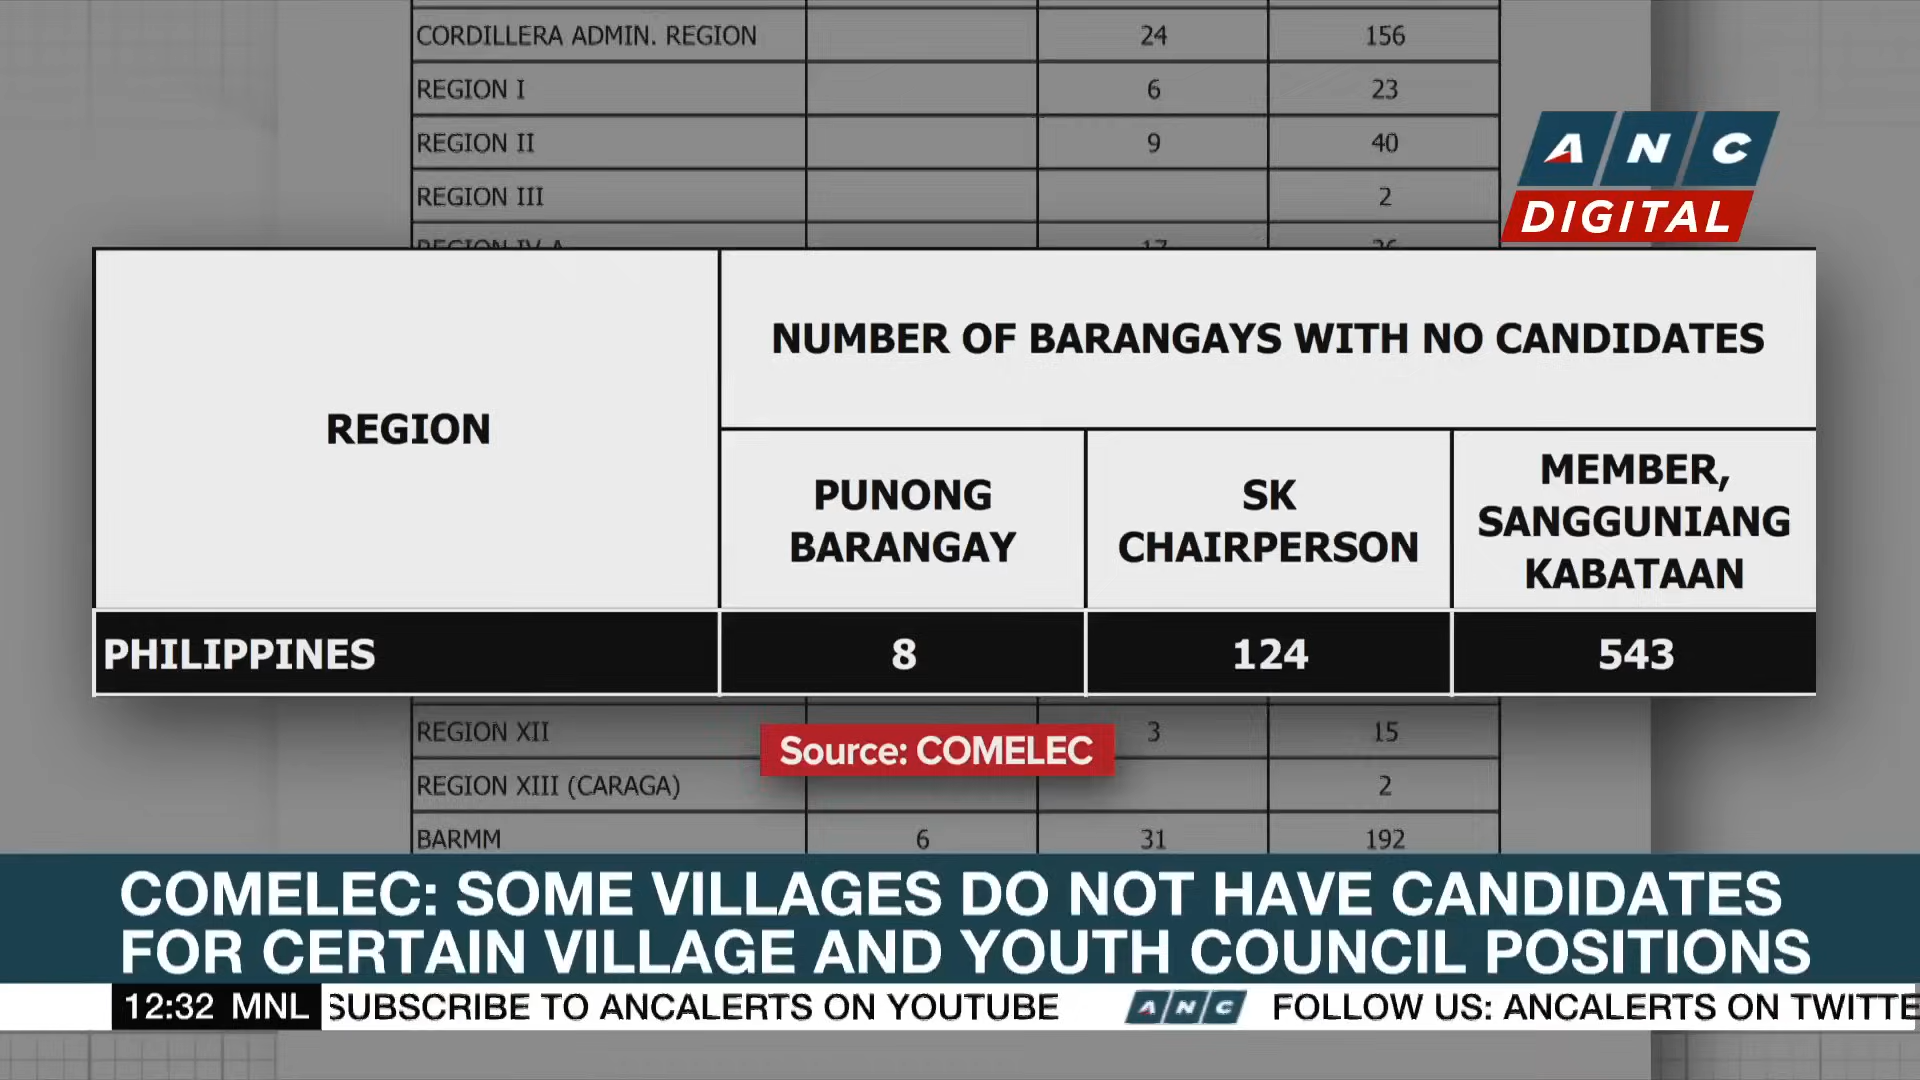 CORDILLERA ADMIN. REGION 24 156
REGION I 6 23
REGION II 9 40
REGION III 2
ANC
DIGITAL
REGION IV-A 17
REGION
NUMBER OF BARANGAYS WITH NO CANDIDATES
PUNONG
BARANGAY
SK
CHAIRPERSON
MEMBER,
SANGGUNIANG
KABATAAN
PHILIPPINES 8 124 543
REGION XII 3 15
Source: COMELEC
REGION XIII (CARAGA) 2
BARMM 6 31 192
COMELEC: SOME VILLAGES DO NOT HAVE CANDIDATES
FOR CERTAIN VILLAGE AND YOUTH COUNCIL POSITIONS
12:32 MNL SUBSCRIBE TO ANCALERTS ON YOUTUBE ANC FOLLOW US: ANCALERTS ON TWITTE